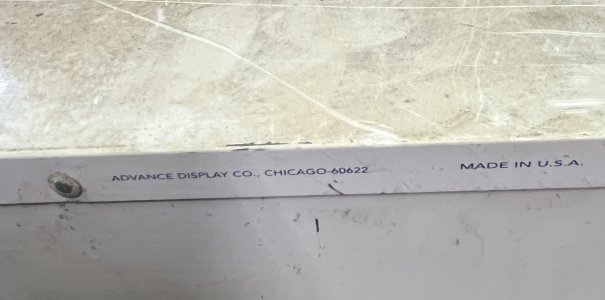 ADVANCE DISPLAY CO., CHICAGO-60622 MADE IN U.S.A.